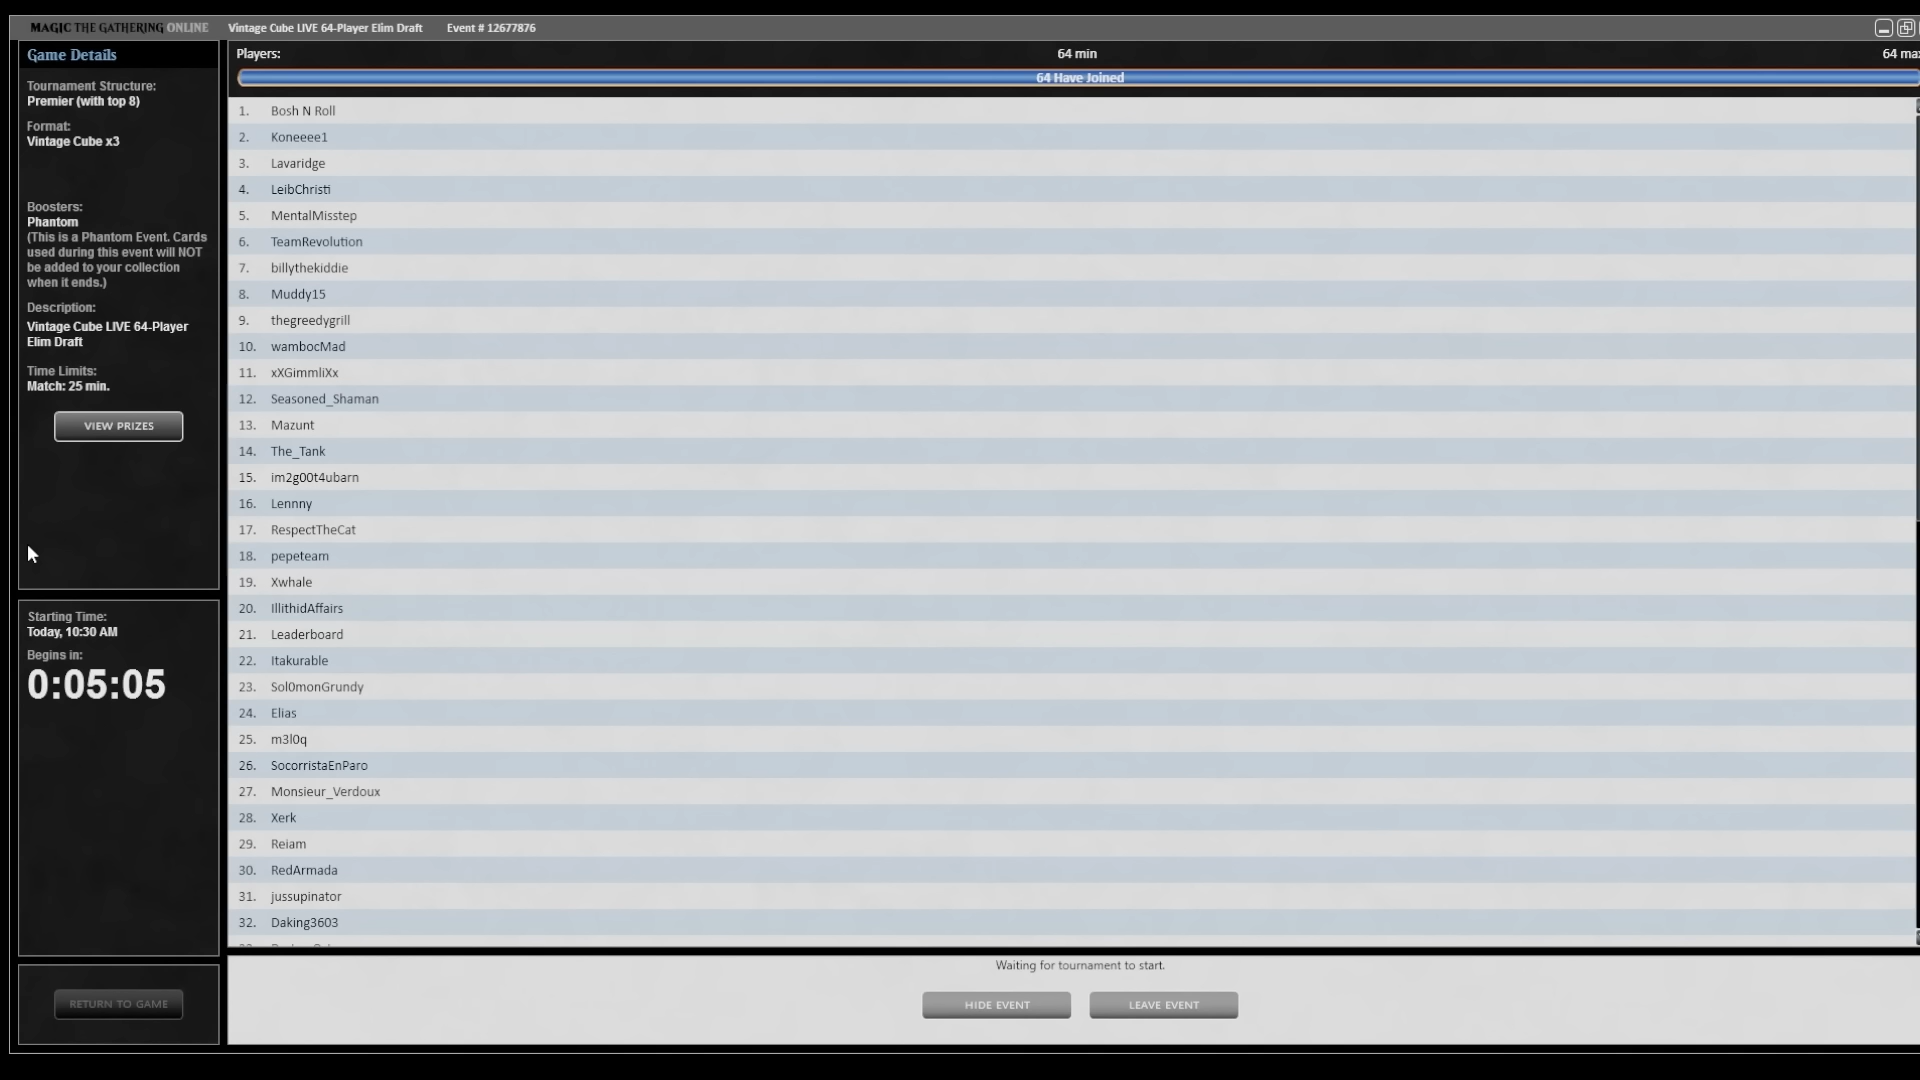 MAGIC THE GATHERING ONLINE Vintage Cube LIVE 64-Player Elim Draft Event # 12677876
Game Details
Tournament Structure:
Premier (with top 8)
Format:
Vintage Cube x3
Boosters:
Phantom
(This is a Phantom Event. Cards
used during this event will NOT
be added to your collection
when it ends.)
Description:
Vintage Cube LIVE 64-Player
Elim Draft
Time Limits:
Match: 25 min.
VIEW PRIZES
Starting Time:
Today, 10:30 AM
Begins in:
0:05:05
RETURN TO GAME
Players: 64 min 64 max
64 Have Joined
1. Bosh N Roll
2. Koneeee1
3. Lavaridge
4. LeibChristi
5. MentalMisstep
6. TeamRevolution
7. billythekiddie
8. Muddy15
9. thegreedygrill
10. wambocMad
11. xXGimmliXx
12. Seasoned_Shaman
13. Mazunt
14. The_Tank
15. im2g00t4ubarn
16. Lennny
17. RespectTheCat
18. pepeteam
19. Xwhale
20. IllithidAffairs
21. Leaderboard
22. Itakurable
23. Sol0monGrundy
24. Elias
25. m3l0q
26. SocorristaEnParo
27. Monsieur_Verdoux
28. Xerk
29. Reiam
30. RedArmada
31. jussupinator
32. Daking3603
Waiting for tournament to start.
HIDE EVENT LEAVE EVENT